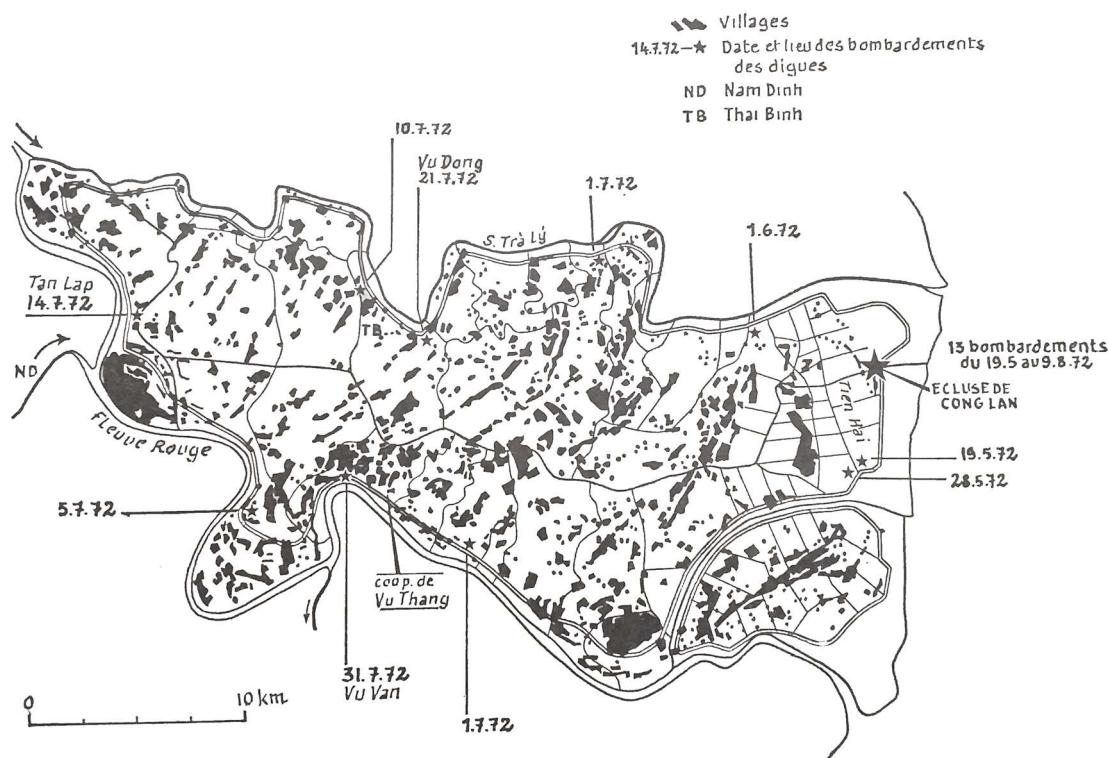 Villages
14.7.72–★ Date et lieu des bombardements
des digues
ND Nam Dinh
TB Thai Binh
10.7.72
Vu Dong
21.7.72
1.7.72
S. Trà Lý
1.6.72
Tan Lap
14.7.72
TB
ND
13 bombardements
du 19.5 au 9.8.72
ECLUSE DE
CONG LAN
Tien Hai
Fleuve Rouge
19.5.72
28.5.72
5.7.72
coop. de
Vu Thang
31.7.72
Vu Van
1.7.72
0
10 km